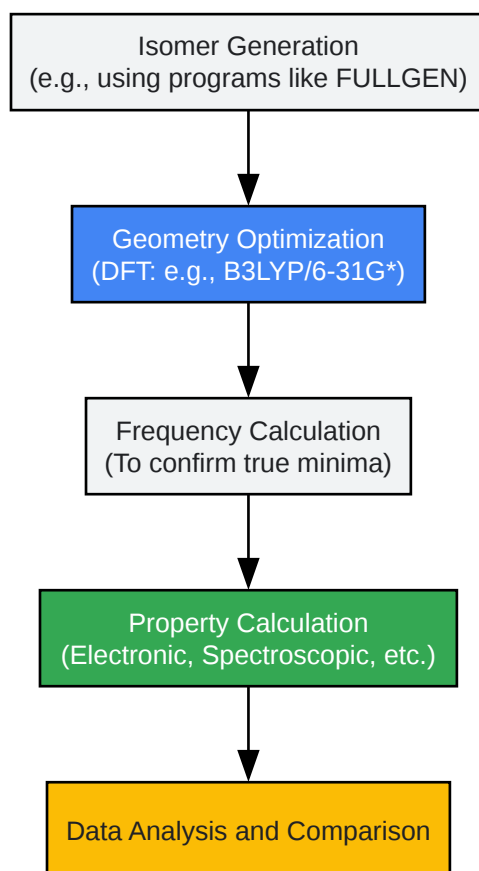 Isomer Generation
(e.g., using programs like FULLGEN)
Geometry Optimization
(DFT: e.g., B3LYP/6-31G*)
Frequency Calculation
(To confirm true minima)
Property Calculation
(Electronic, Spectroscopic, etc.)
Data Analysis and Comparison